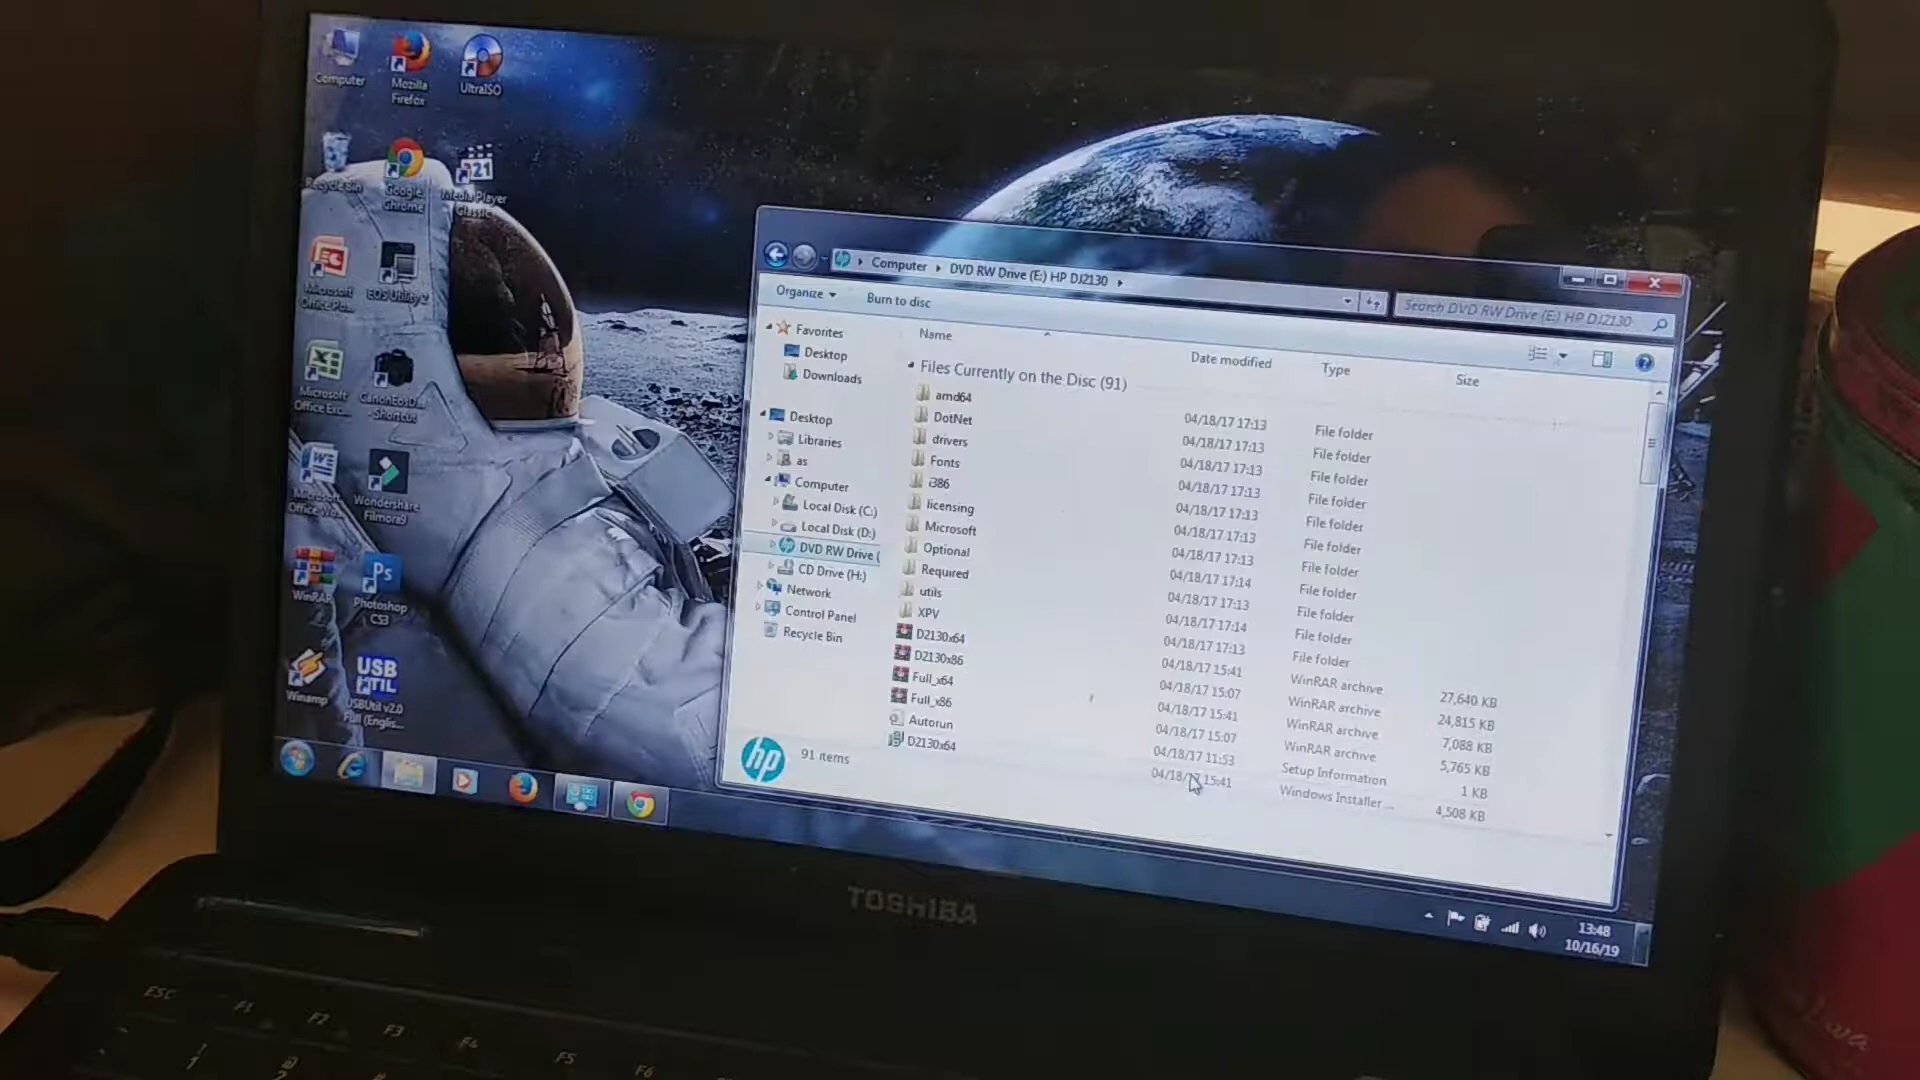 Computer
Mozilla
Firefox
UltraISO
Recycle Bin
Google
Chrome
21
Media Player
Classic
Microsoft
Office Po...
EOS Utility 2
Microsoft
Office Exc...
CanonEosD...
- Shortcut
Microsoft
Office Wo...
Wondershare
Filmora9
WinRAR
Ps
Photoshop
CS3
Winamp
USB
UTIL
USBUtil v2.0
Full (Englis...
Computer
DVD RW Drive (E:) HP DJ2130
Search DVD RW Drive (E:) HP DJ2130
Organize
Burn to disc
Favorites
Desktop
Downloads
Desktop
Libraries
as
Computer
Local Disk (C:)
Local Disk (D:)
DVD RW Drive (
CD Drive (H:)
Network
Control Panel
Recycle Bin
Name
Date modified
Type
Size
Files Currently on the Disc (91)
amd64 04/18/17 17:13 File folder
DotNet 04/18/17 17:13 File folder
drivers 04/18/17 17:13 File folder
Fonts 04/18/17 17:13 File folder
i386 04/18/17 17:13 File folder
licensing 04/18/17 17:13 File folder
Microsoft 04/18/17 17:13 File folder
Optional 04/18/17 17:14 File folder
Required 04/18/17 17:13 File folder
utils 04/18/17 17:14 File folder
XPV 04/18/17 17:13 File folder
D2130x64 04/18/17 15:41 WinRAR archive 27,640 KB
D2130x86 04/18/17 15:07 WinRAR archive 24,815 KB
Full_x64 04/18/17 15:41 WinRAR archive 7,088 KB
Full_x86 04/18/17 15:07 WinRAR archive 5,765 KB
Autorun 04/18/17 11:53 Setup Information 1 KB
D2130x64 04/18/17 15:41 Windows Installer ... 4,508 KB
hp
91 items
13:48
10/16/19
TOSHIBA
ESC
F1
F2
F3
F4
F5
F6
!
1
@
2
#